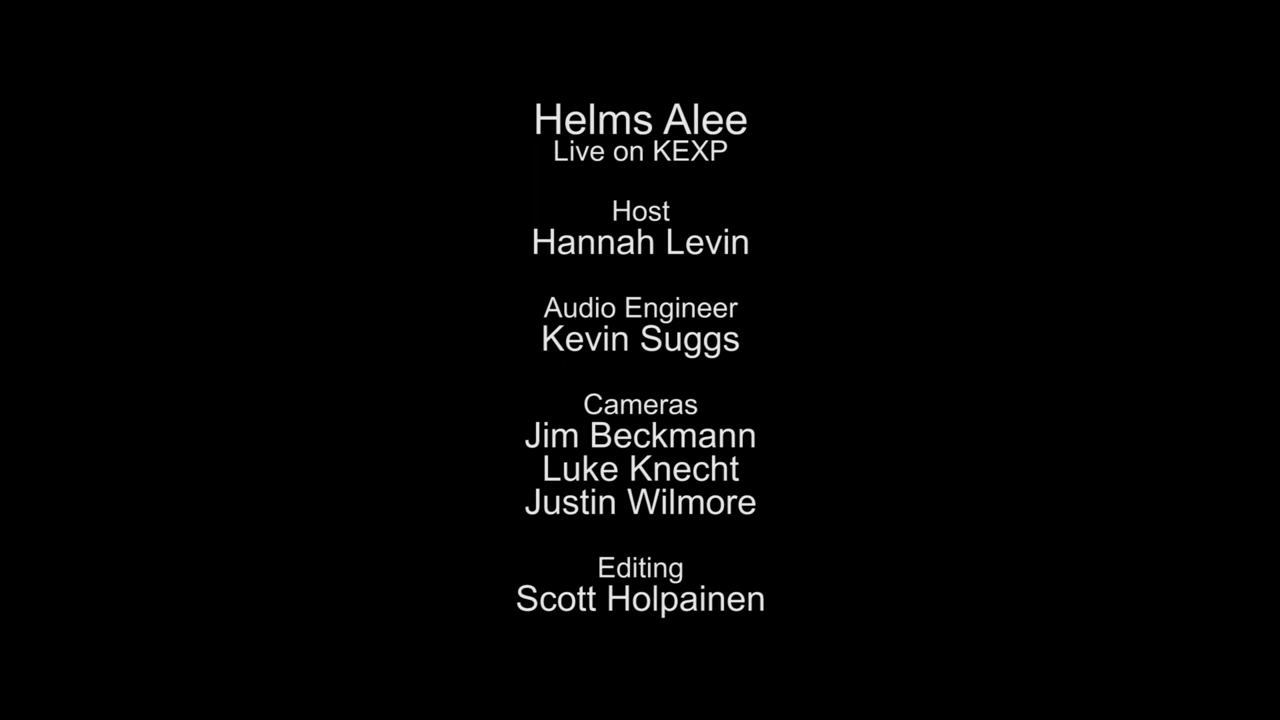 Helms Alee
Live on KEXP
Host
Hannah Levin
Audio Engineer
Kevin Suggs
Cameras
Jim Beckmann
Luke Knecht
Justin Wilmore
Editing
Scott Holpainen